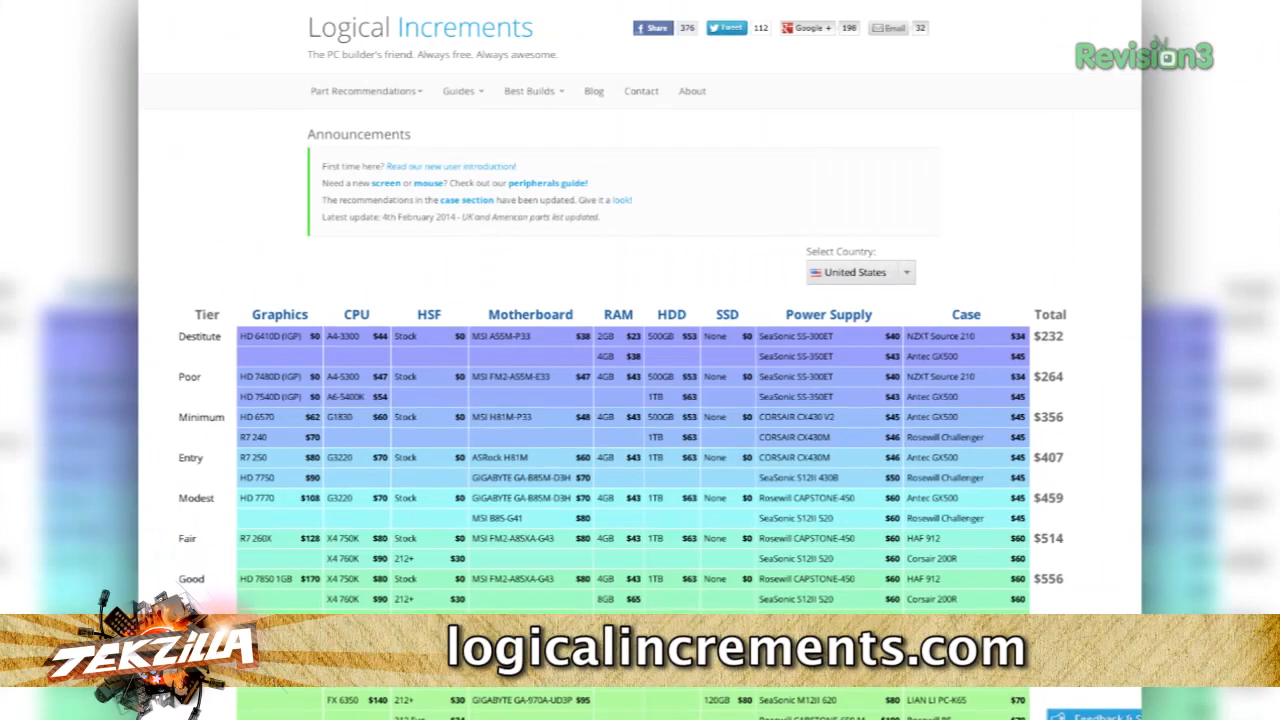 Logical Increments
Share 376 Tweet 112 Google + 198 Email 32
The PC builder's friend. Always free. Always awesome.
Revision3
Part Recommendations Guides Best Builds Blog Contact About
Announcements
First time here? Read our new user introduction!
Need a new screen or mouse? Check out our peripherals guide!
The recommendations in the case section have been updated. Give it a look!
Latest update: 4th February 2014 - UK and American parts list updated.
Select Country:
United States
Tier Graphics CPU HSF Motherboard RAM HDD SSD Power Supply Case Total
Destitute HD 6410D (IGP) $0 A4-3300 $44 Stock $0 MSI A55M-P33 $38 2GB $23 500GB $53 None $0 SeaSonic SS-300ET $40 NZXT Source 210 $34 $232
4GB $38 SeaSonic SS-350ET $43 Antec GX500 $45
Poor HD 7480D (IGP) $0 A4-5300 $47 Stock $0 MSI FM2-A55M-E33 $47 4GB $43 500GB $53 None $0 SeaSonic SS-300ET $40 NZXT Source 210 $34 $264
HD 7540D (IGP) $0 A6-5400K $54 1TB $63 SeaSonic SS-350ET $43 Antec GX500 $45
Minimum HD 6570 $62 G1830 $60 Stock $0 MSI H81M-P33 $48 4GB $43 500GB $53 None $0 CORSAIR CX430 V2 $45 Antec GX500 $45 $356
R7 240 $70 1TB $63 CORSAIR CX430M $46 Rosewill Challenger $45
Entry R7 250 $80 G3220 $70 Stock $0 ASRock H81M $60 4GB $43 1TB $63 None $0 CORSAIR CX430M $46 Antec GX500 $45 $407
HD 7750 $90 GIGABYTE GA-B85M-D3H $70 SeaSonic S12II 430B $50 Rosewill Challenger $45
Modest HD 7770 $108 G3220 $70 Stock $0 GIGABYTE GA-B85M-D3H $70 4GB $43 1TB $63 None $0 Rosewill CAPSTONE-450 $60 Antec GX500 $45 $459
MSI B85-G41 $80 SeaSonic S12II 520 $60 Rosewill Challenger $45
Fair R7 260X $128 X4 750K $80 Stock $0 MSI FM2-A85XA-G43 $80 4GB $43 1TB $63 None $0 Rosewill CAPSTONE-450 $60 HAF 912 $60 $514
X4 760K $90 212+ $30 SeaSonic S12II 520 $60 Corsair 200R $60
Good HD 7850 1GB $170 X4 750K $80 Stock $0 MSI FM2-A85XA-G43 $80 4GB $43 1TB $63 None $0 Rosewill CAPSTONE-450 $60 HAF 912 $60 $556
X4 760K $90 212+ $30 8GB $65 SeaSonic S12II 520 $60 Corsair 200R $60
TEKZILLA
logicalincrements.com
FX 6350 $140 212+ $30 GIGABYTE GA-970A-UD3P $95 120GB $80 SeaSonic M12II 620 $80 LIAN LI PC-K65 $70